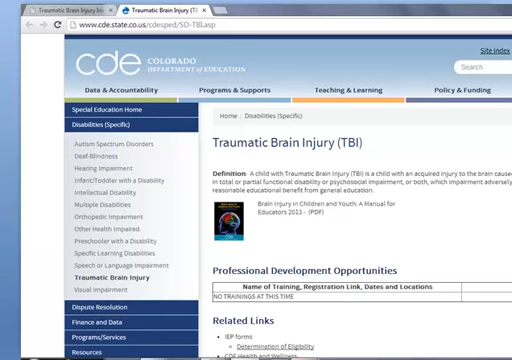 Traumatic Brain Injury
Traumatic Brain Injury (TBI
www.cde.state.co.us/cdesped/SD-TBI.asp
cde
COLORADO
DEPARTMENT of EDUCATION
Site Index
Search
Data & Accountability
Programs & Supports
Teaching & Learning
Policy & Funding
Special Education Home
Disabilities (Specific)
Autism Spectrum Disorders
Deaf-Blindness
Hearing Impairment
Infant/Toddler with a Disability
Intellectual Disability
Multiple Disabilities
Orthopedic Impairment
Other Health Impaired
Preschooler with a Disability
Specific Learning Disabilities
Speech or Language Impairment
Traumatic Brain Injury
Visual Impairment
Dispute Resolution
Finance and Data
Programs/Services
Resources
Home Disabilities (Specific)
Traumatic Brain Injury (TBI)
Definition: A child with Traumatic Brain Injury (TBI) is a child with an acquired injury to the brain caused
in total or partial functional disability or psychosocial impairment, or both, which impairment adversely
reasonable educational benefit from general education.
Brain Injury in Children and Youth: A Manual for
Educators 2013 - (PDF)
Professional Development Opportunities
Name of Training, Registration Link, Dates and Locations
NO TRAININGS AT THIS TIME
Related Links
IEP forms
Determination of Eligibility
CDE Health and Wellness